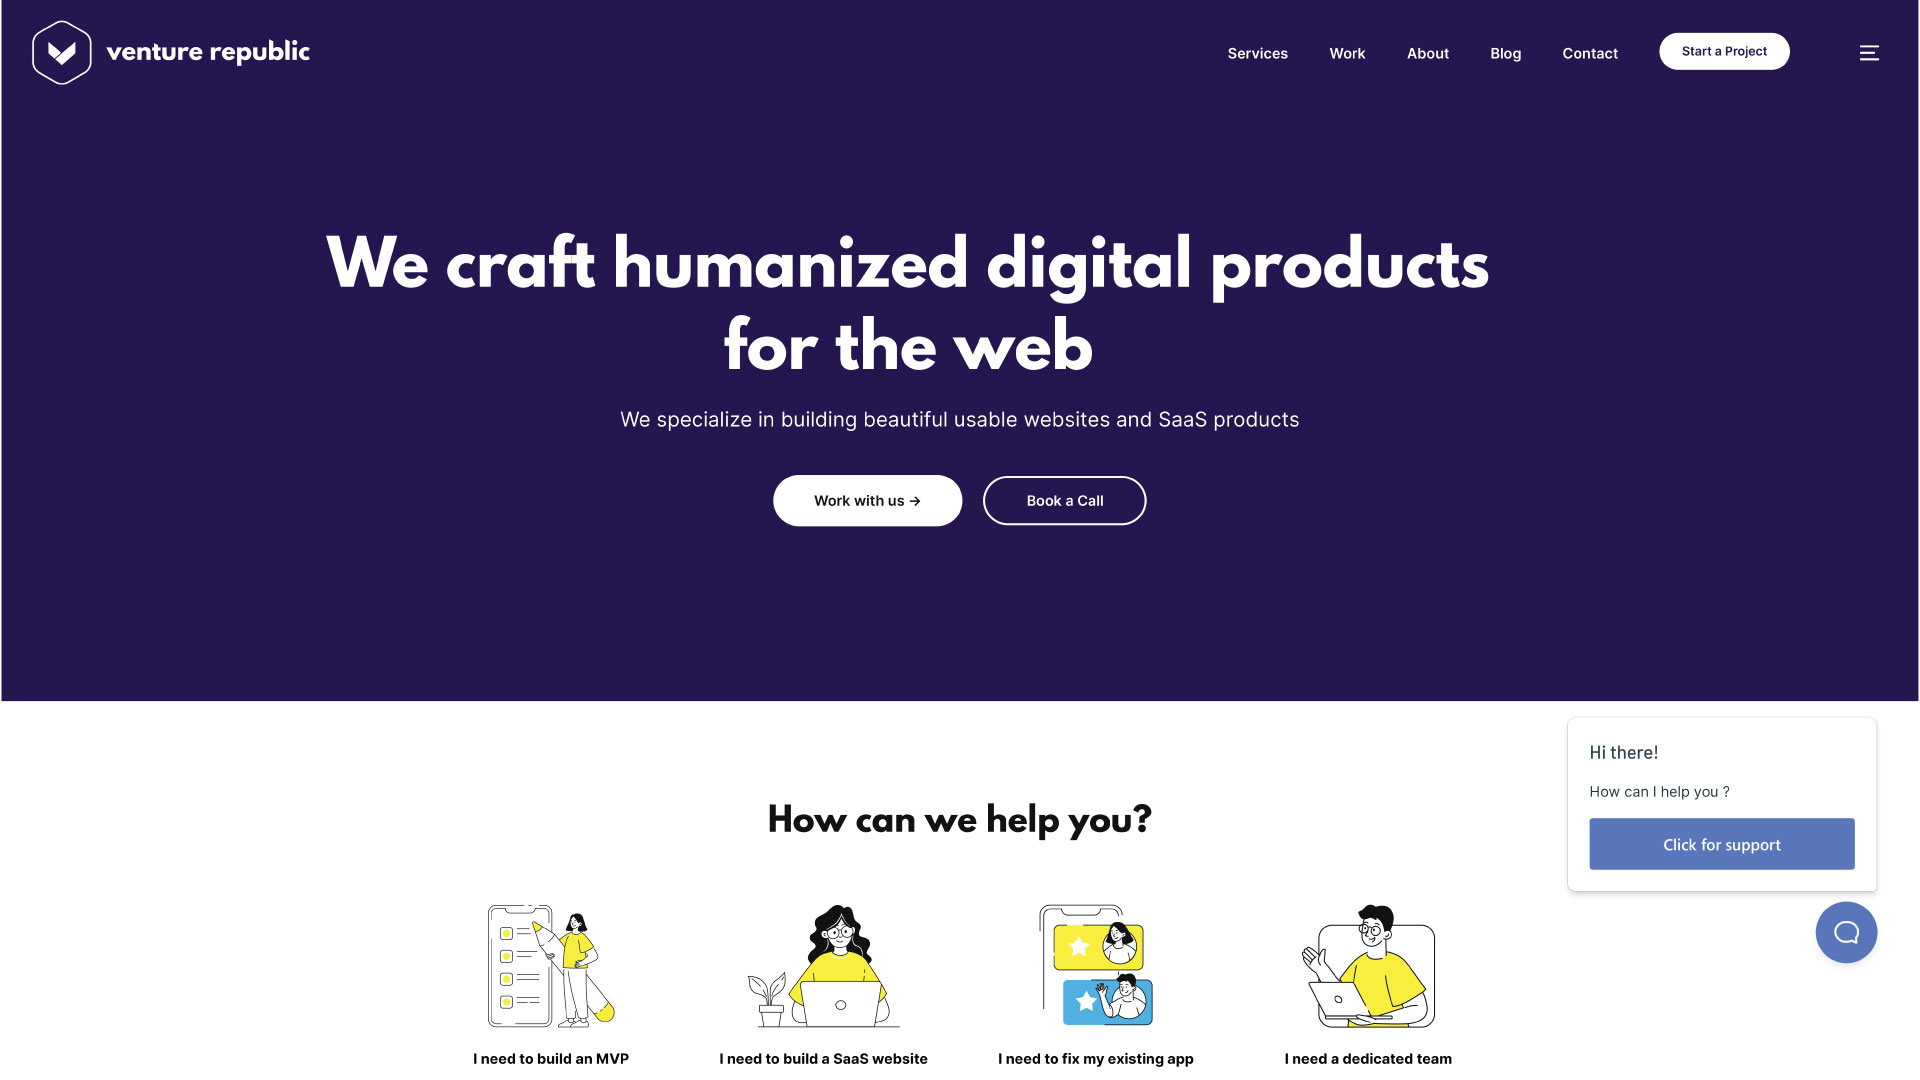 venture republic
Services
Work
About
Blog
Contact
Start a Project
We craft humanized digital products
for the web
We specialize in building beautiful usable websites and SaaS products
Work with us →
Book a Call
How can we help you?
I need to build an MVP
I need to build a SaaS website
I need to fix my existing app
I need a dedicated team
Hi there!
How can I help you ?
Click for support